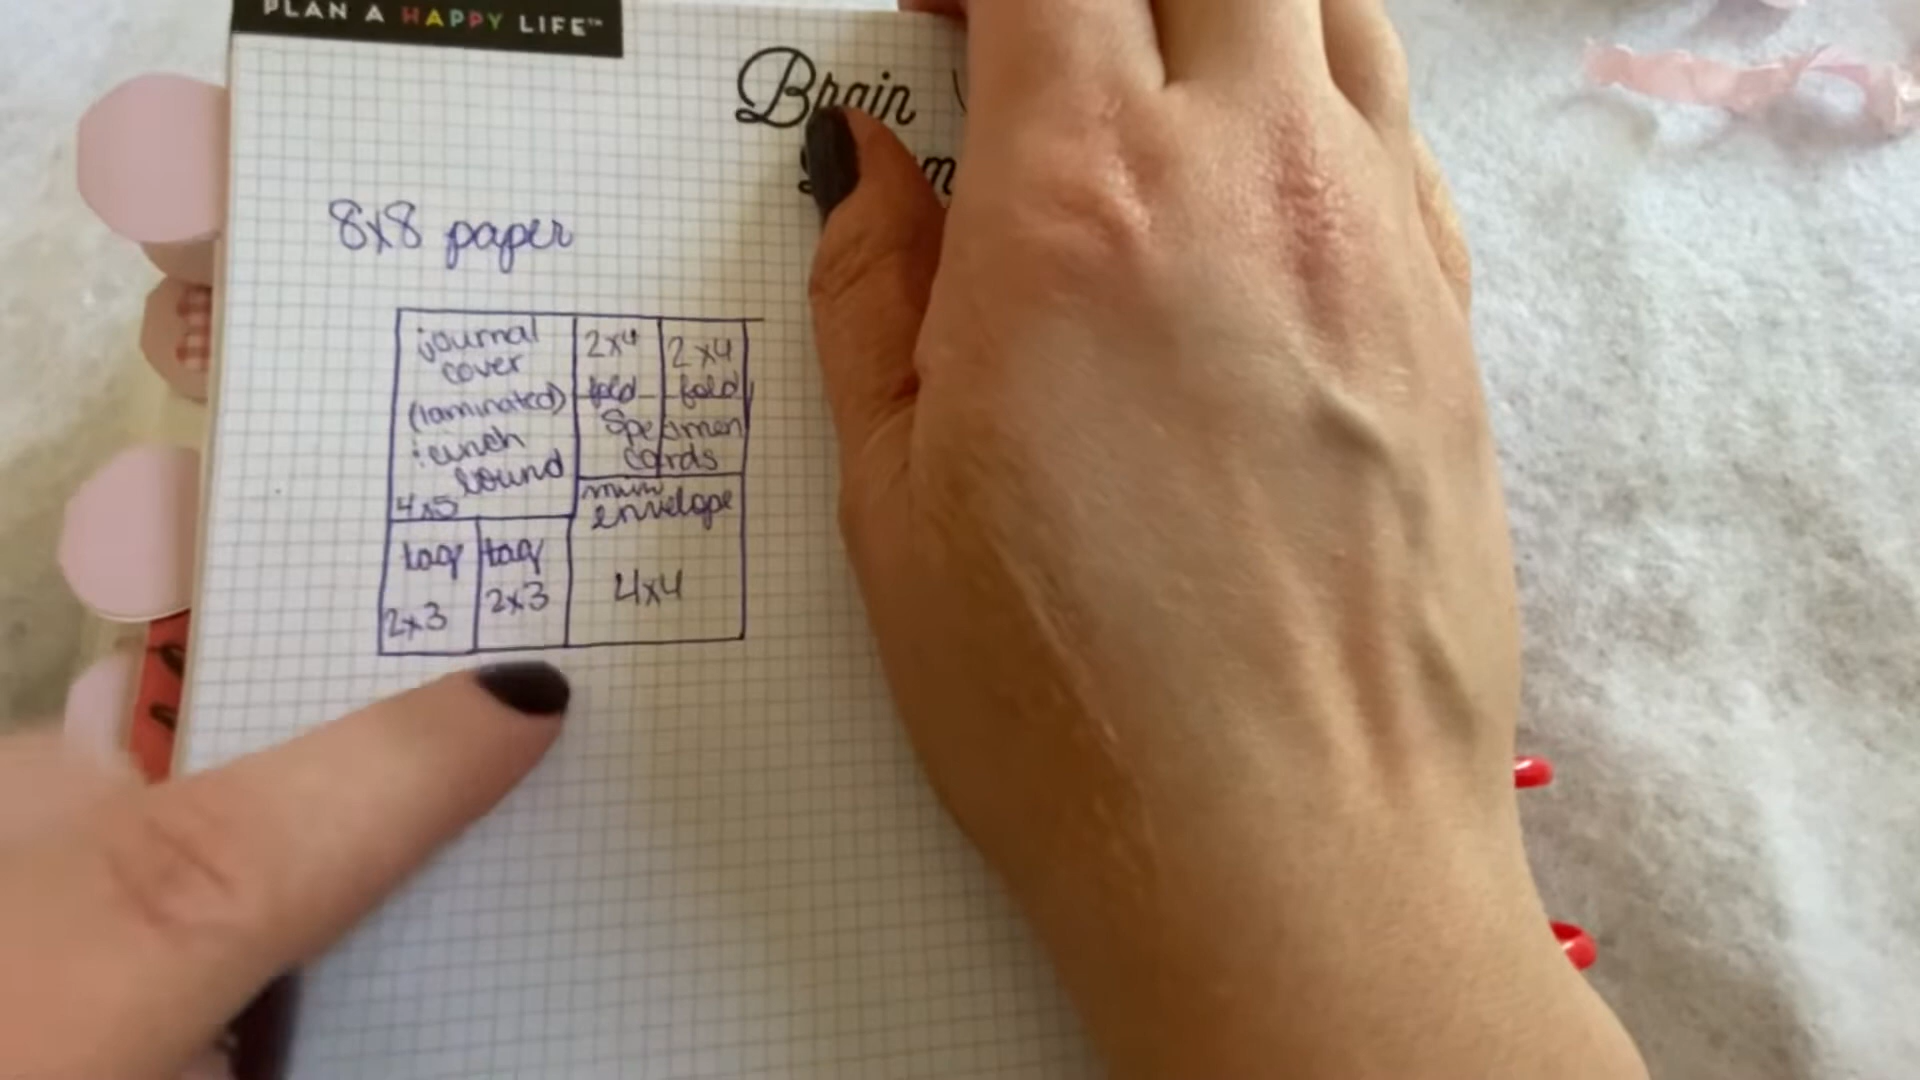 PLAN A HAPPY LIFE™
Brain
8x8 paper
journal
cover
(laminated)
cinch
bound
4x5
2x4
fold
2x4
fold
Specimen
cards
mini
envelope
4x4
tag
2x3
tag
2x3